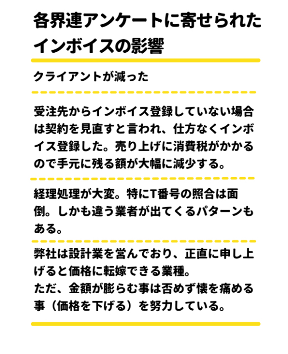 各界連アンケートに寄せられた
インボイスの影響
クライアントが減った
受注先からインボイス登録していない場合
は契約を見直すと言われ、仕方なくインボ
イス登録した。売り上げに消費税がかかる
ので手元に残る額が大幅に減少する。
経理処理が大変。特にT番号の照合は面
倒。しかも違う業者が出てくるパターンも
ある。
弊社は設計業を営んでおり、正直に申し上
げると価格に転嫁できる業種。
ただ、金額が膨らむ事は否めず懐を痛める
事（価格を下げる）を努力している。